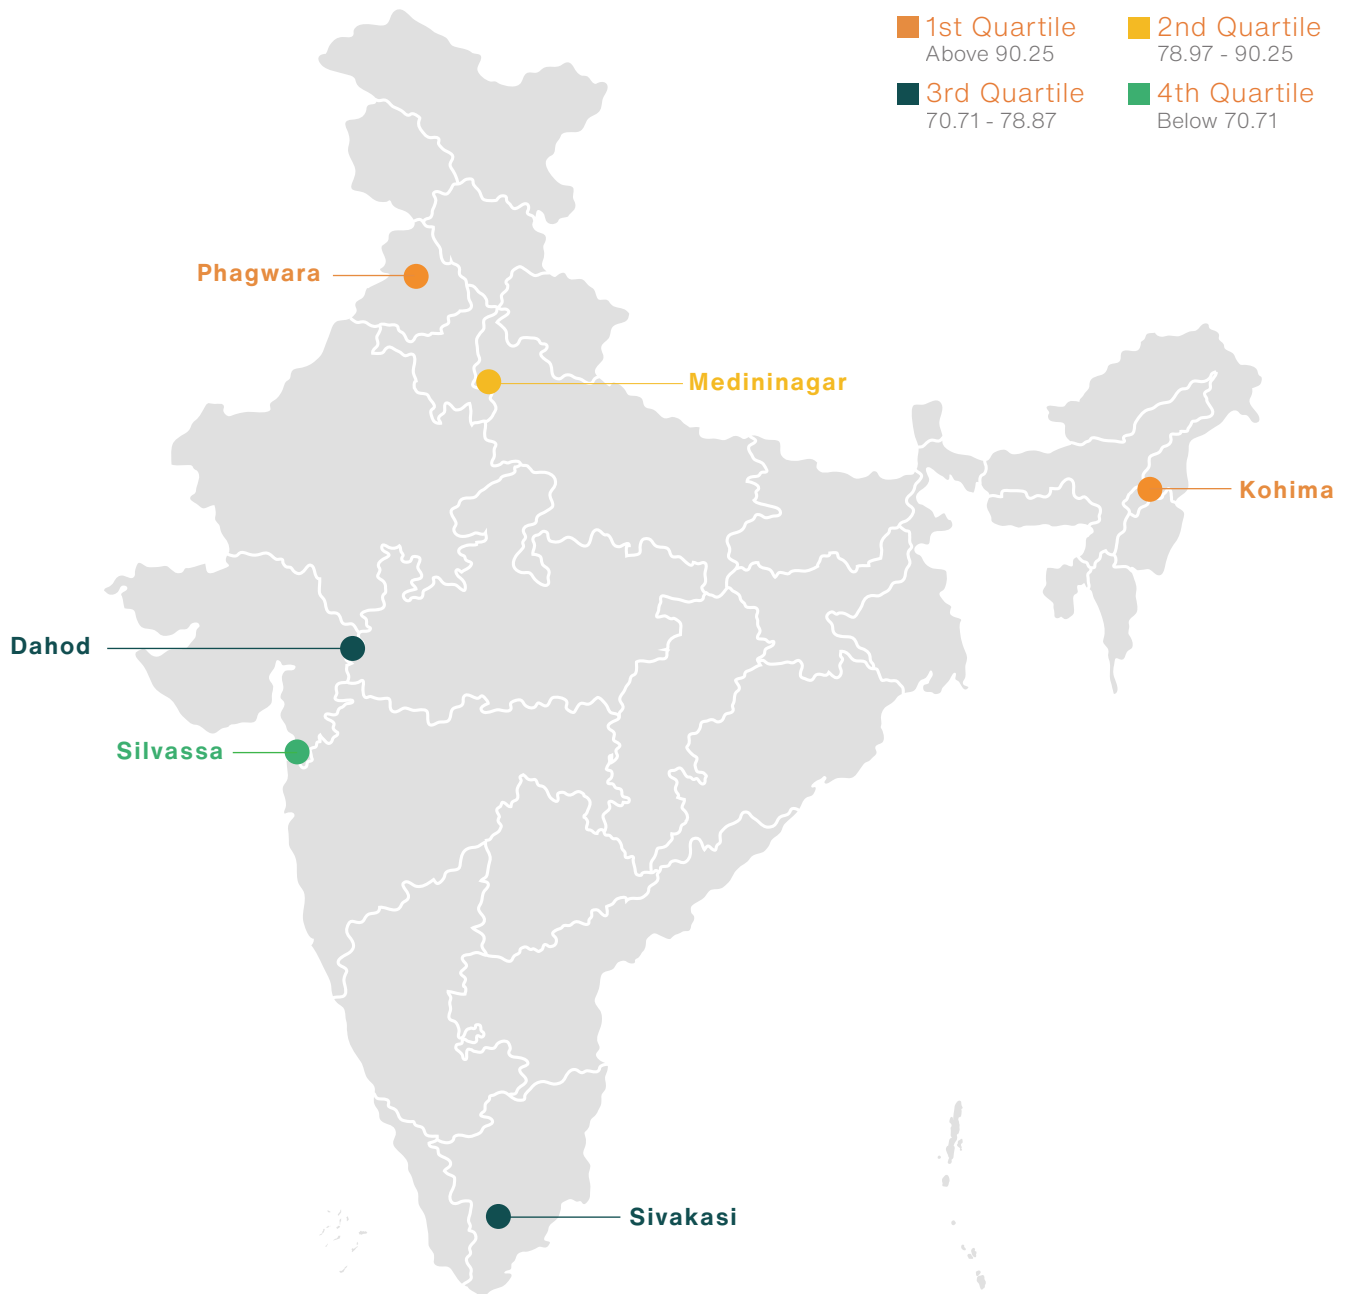 1st Quartile
Above 90.25
2nd Quartile
78.97 - 90.25
3rd Quartile
70.71 - 78.87
4th Quartile
Below 70.71
Phagwara
Medininagar
Kohima
Dahod
Silvassa
Sivakasi